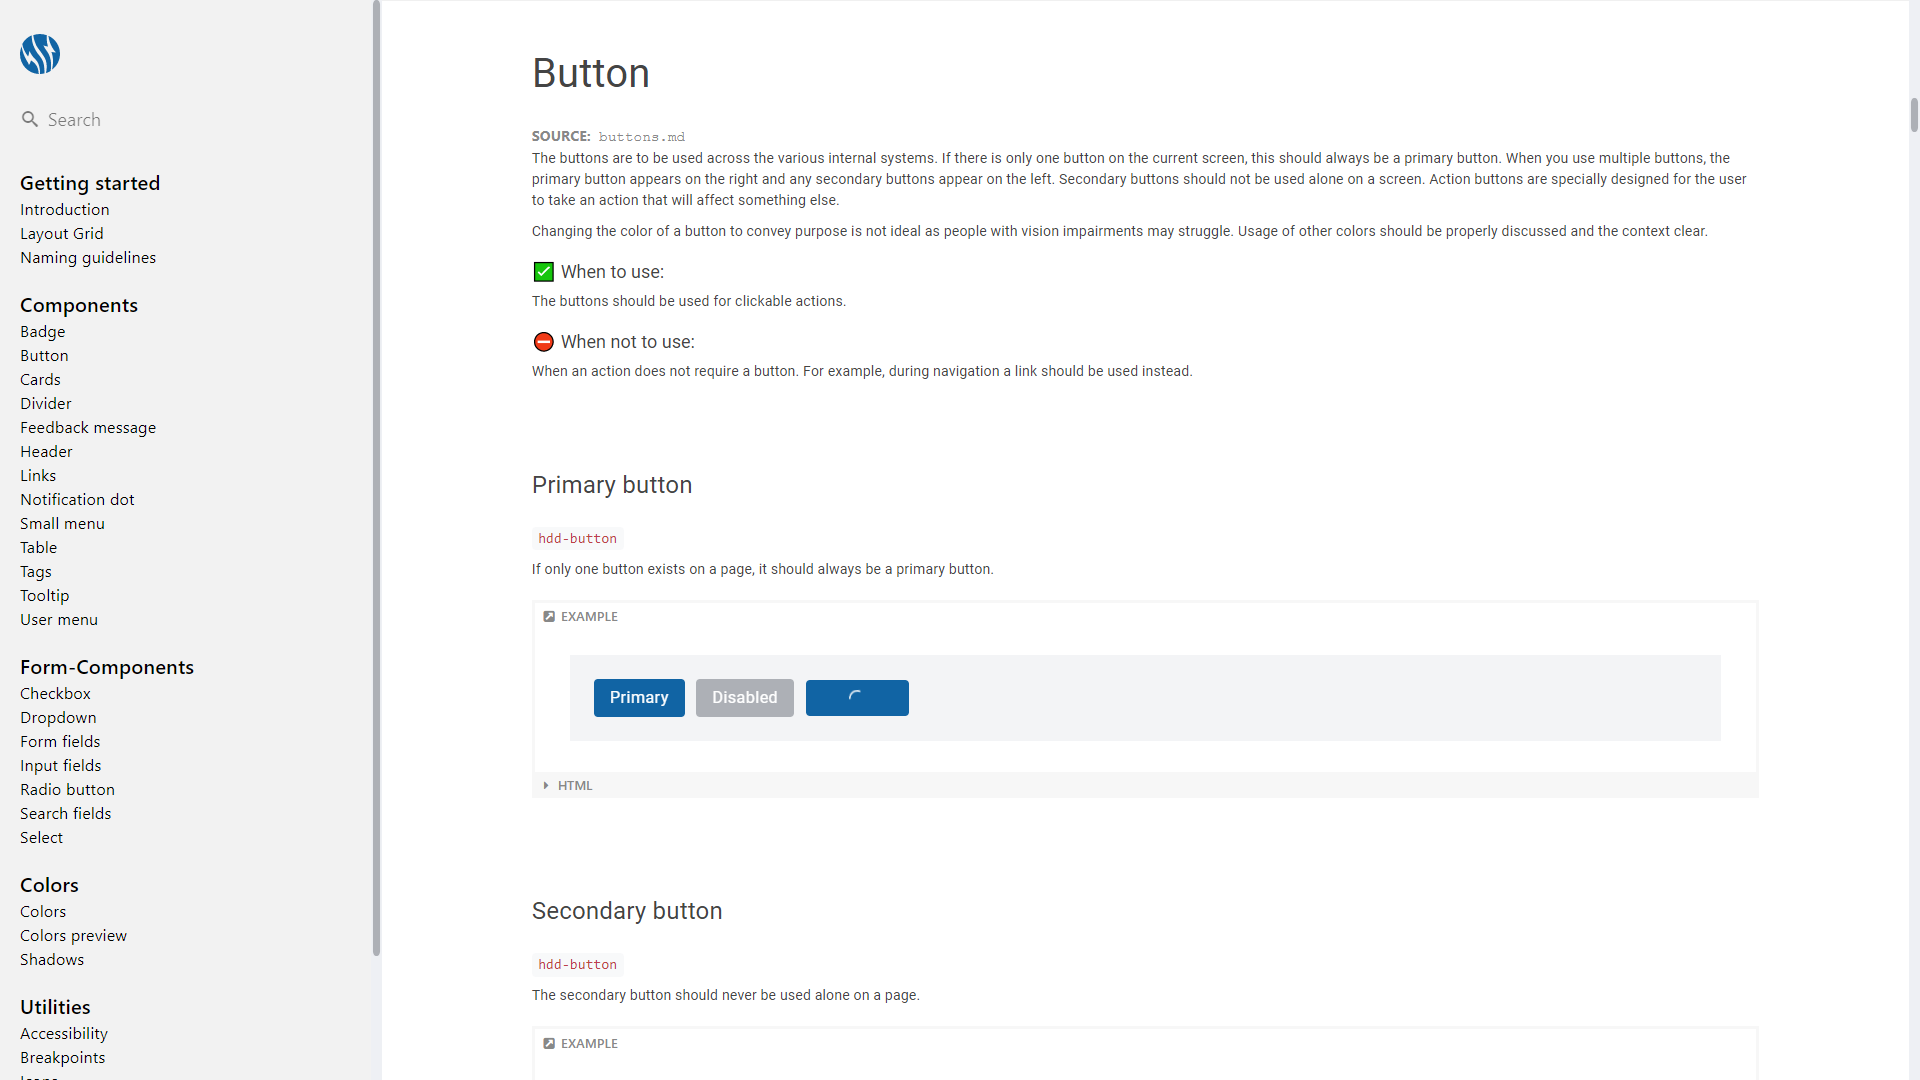 Search
Getting started
Introduction
Layout Grid
Naming guidelines
Components
Badge
Button
Cards
Divider
Feedback message
Header
Links
Notification dot
Small menu
Table
Tags
Tooltip
User menu
Form-Components
Checkbox
Dropdown
Form fields
Input fields
Radio button
Search fields
Select
Colors
Colors
Colors preview
Shadows
Utilities
Accessibility
Breakpoints
Button
SOURCE: buttons.md
The buttons are to be used across the various internal systems. If there is only one button on the current screen, this should always be a primary button. When you use multiple buttons, the
primary button appears on the right and any secondary buttons appear on the left. Secondary buttons should not be used alone on a screen. Action buttons are specially designed for the user
to take an action that will affect something else.
Changing the color of a button to convey purpose is not ideal as people with vision impairments may struggle. Usage of other colors should be properly discussed and the context clear.
When to use:
The buttons should be used for clickable actions.
When not to use:
When an action does not require a button. For example, during navigation a link should be used instead.
Primary button
hdd-button
If only one button exists on a page, it should always be a primary button.
EXAMPLE
Primary Disabled
HTML
Secondary button
hdd-button
The secondary button should never be used alone on a page.
EXAMPLE